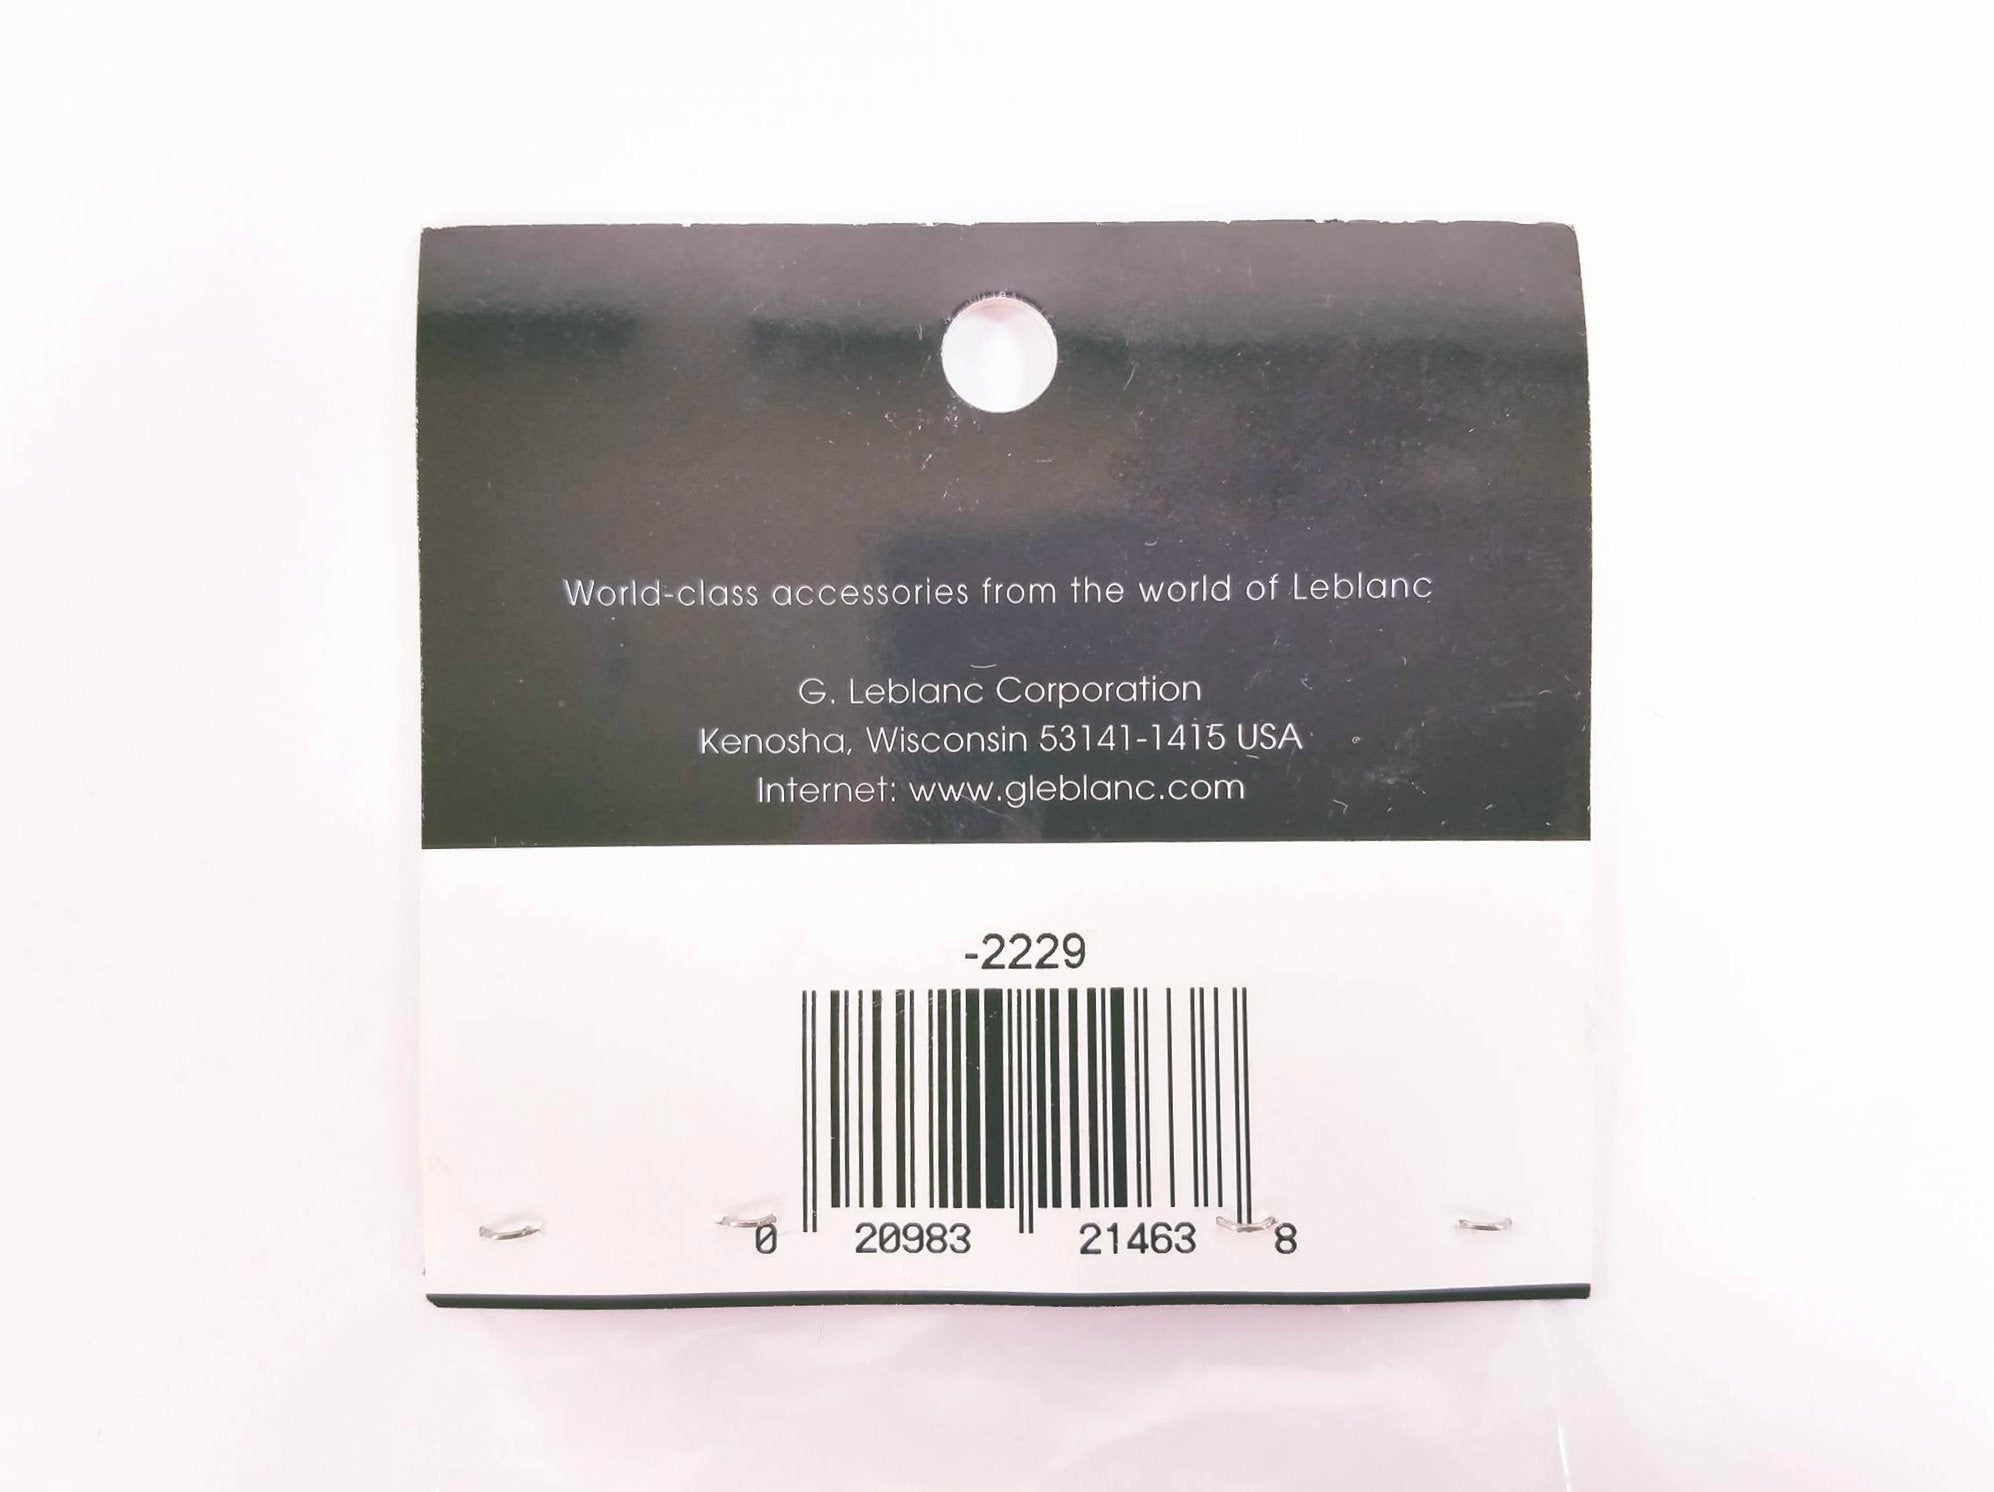 World-class accessories from the world of Leblanc
G. Leblanc Corporation
Kenosha, Wisconsin 53141-1415 USA
Internet: www.gleblanc.com
-2229
0 20983 21463 8